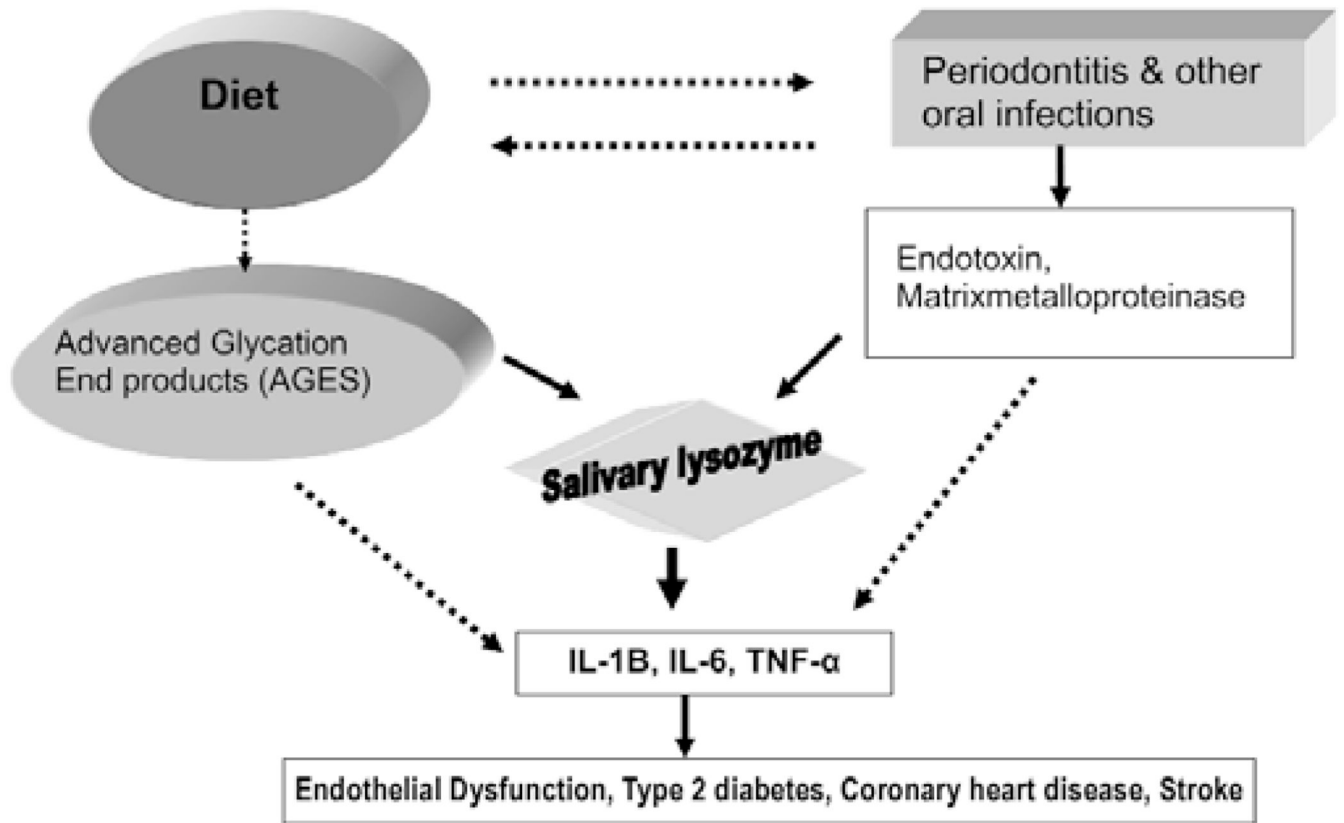 Diet
Periodontitis & other
oral infections
Endotoxin,
Matrixmetalloproteinase
Advanced Glycation
End products (AGES)
Salivary lysozyme
IL-1B, IL-6, TNF-α
Endothelial Dysfunction, Type 2 diabetes, Coronary heart disease, Stroke